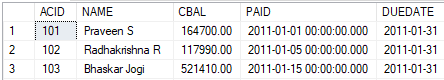 ACID NAME CBAL PAID DUEDATE
1 101 Praveen S 164700.00 2011-01-01 00:00:00.000 2011-01-31
2 102 Radhakrishna R 117990.00 2011-01-05 00:00:00.000 2011-01-31
3 103 Bhaskar Jogi 521410.00 2011-01-15 00:00:00.000 2011-01-31